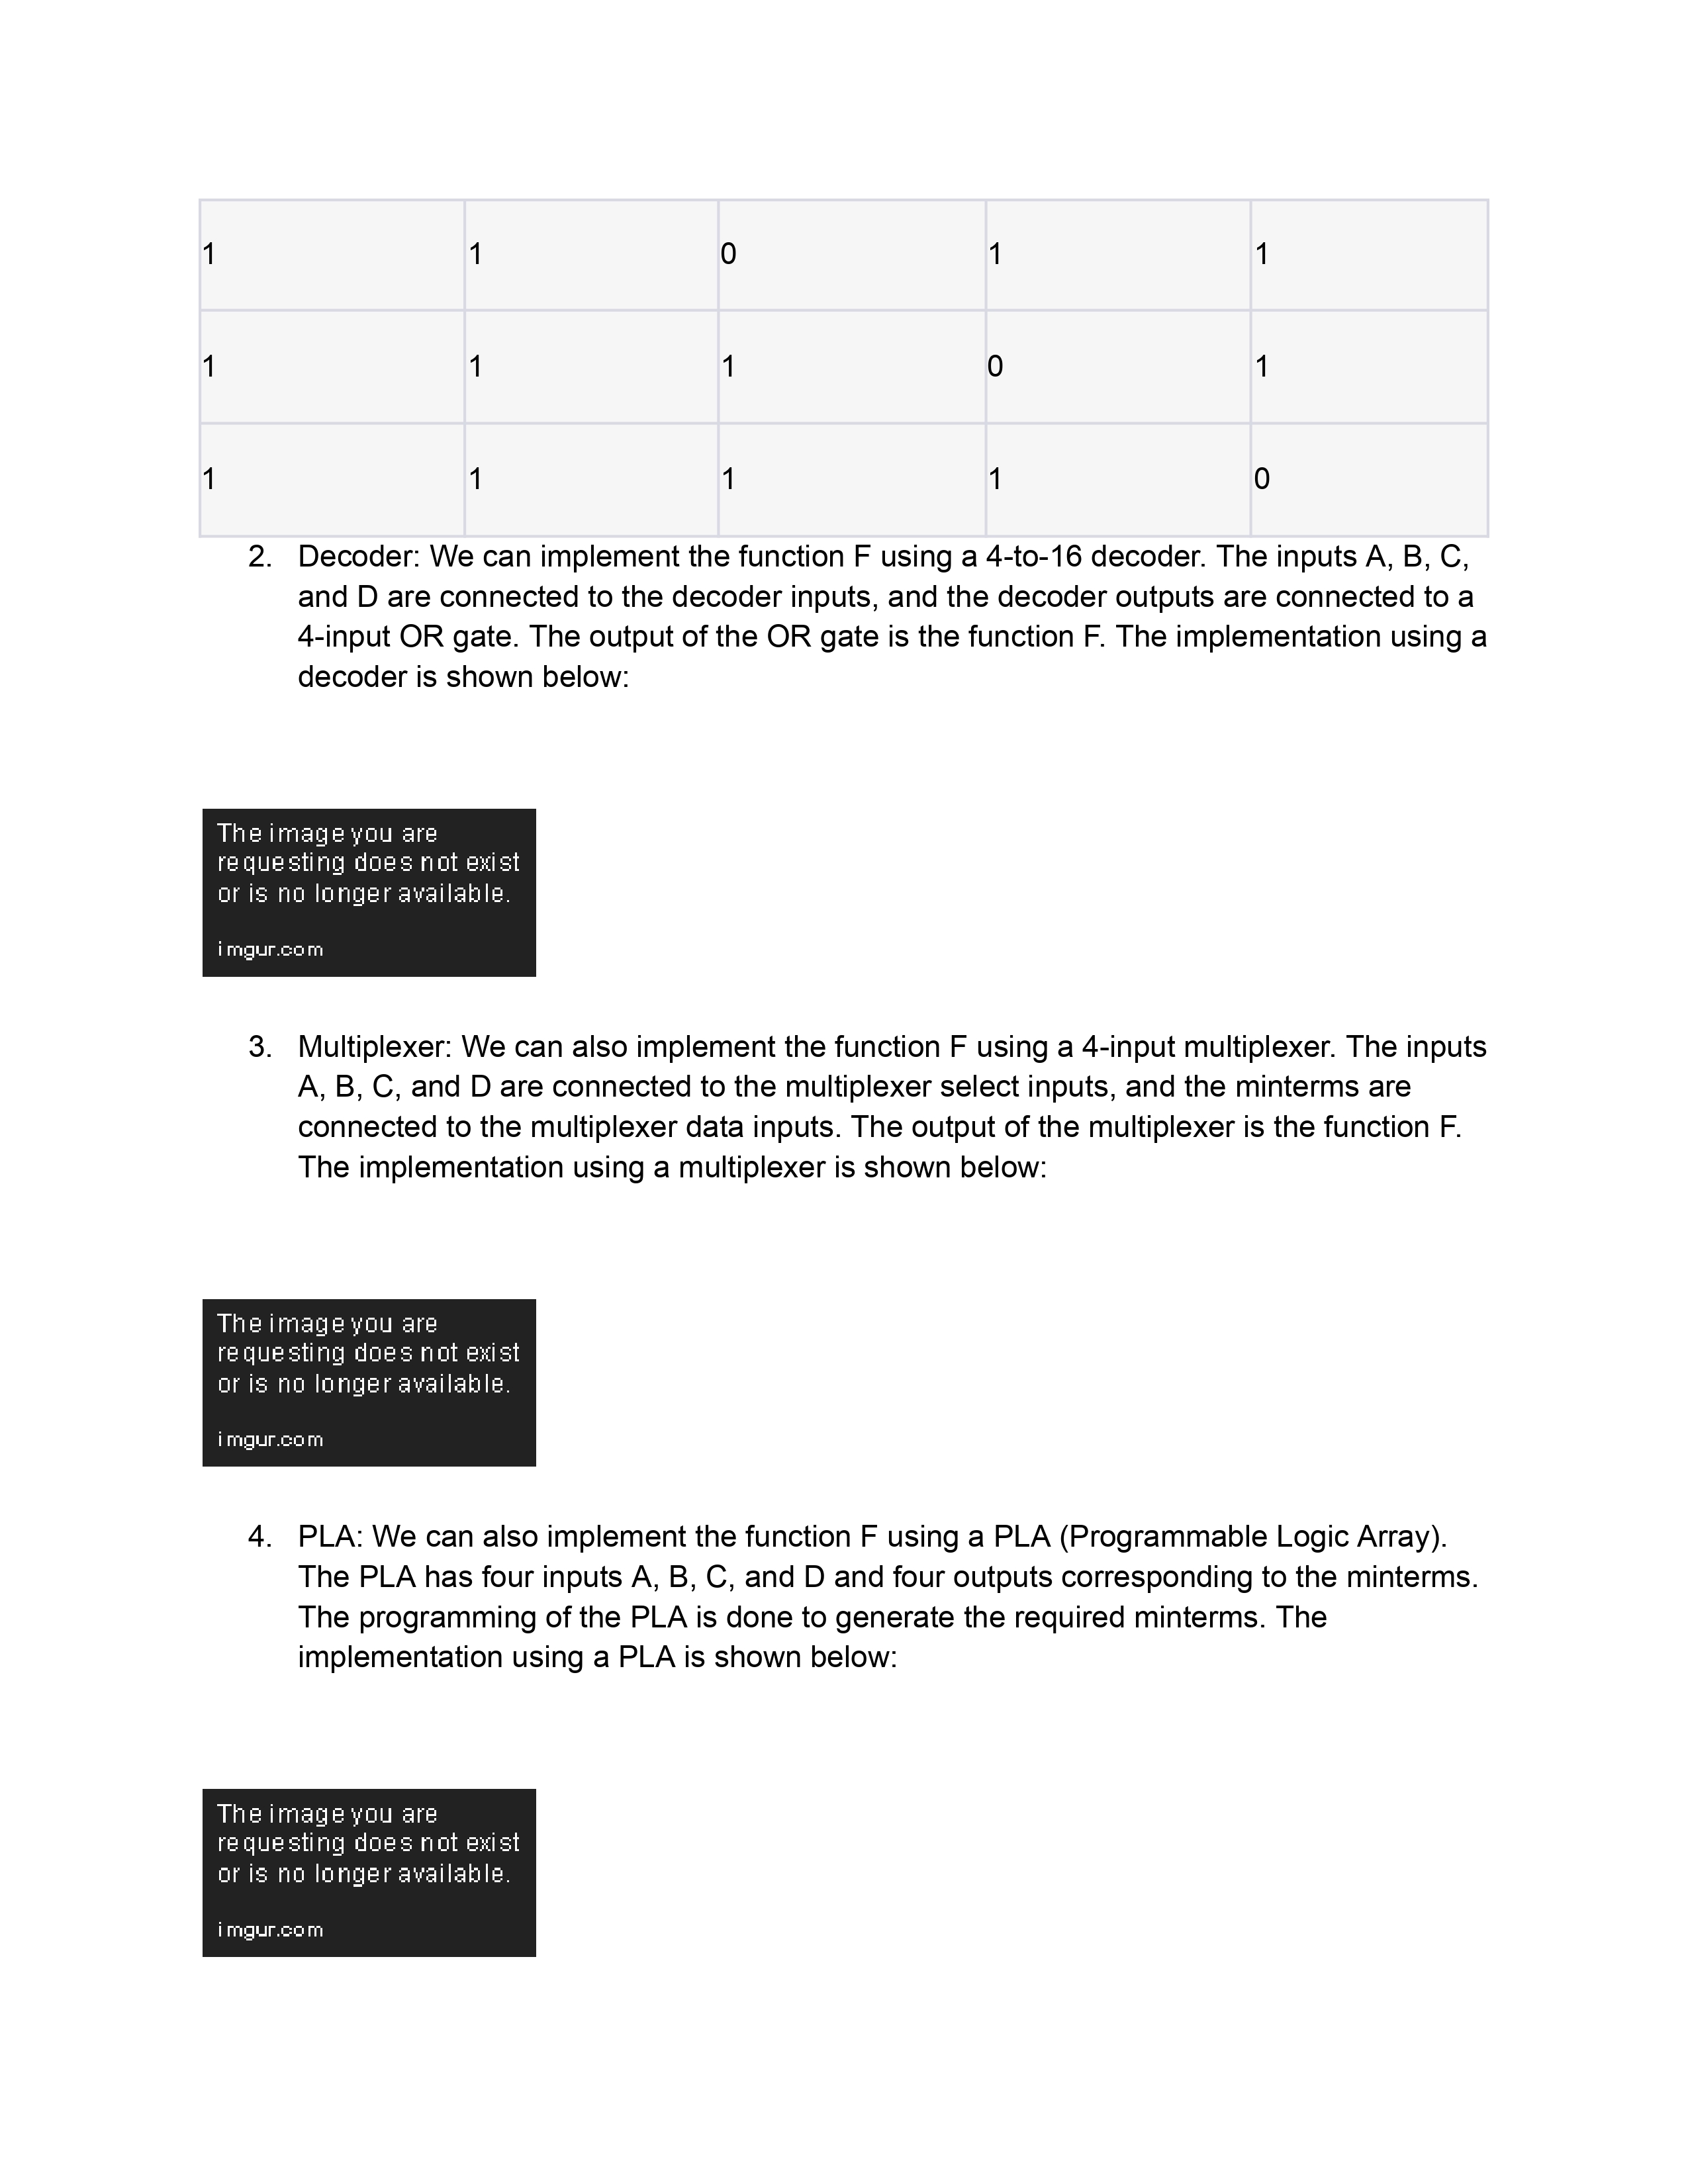 1 1 0 1 1
1 1 1 0 1
1 1 1 1 0
2. Decoder: We can implement the function F using a 4-to-16 decoder. The inputs A, B, C,
and D are connected to the decoder inputs, and the decoder outputs are connected to a
4-input OR gate. The output of the OR gate is the function F. The implementation using a
decoder is shown below:
The image you are
requesting does not exist
or is no longer available.
imgur.com
3. Multiplexer: We can also implement the function F using a 4-input multiplexer. The inputs
A, B, C, and D are connected to the multiplexer select inputs, and the minterms are
connected to the multiplexer data inputs. The output of the multiplexer is the function F.
The implementation using a multiplexer is shown below:
The image you are
requesting does not exist
or is no longer available.
imgur.com
4. PLA: We can also implement the function F using a PLA (Programmable Logic Array).
The PLA has four inputs A, B, C, and D and four outputs corresponding to the minterms.
The programming of the PLA is done to generate the required minterms. The
implementation using a PLA is shown below:
The image you are
requesting does not exist
or is no longer available.
imgur.com